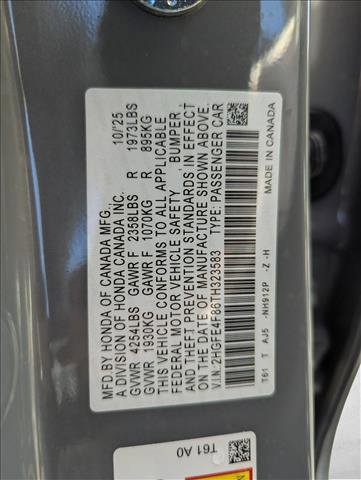 MFD BY HONDA OF CANADA MFG., 10/'25
A DIVISION OF HONDA CANADA INC.
GVWR 4254LBS GAWR F 2358LBS R 1973LBS
GVWR 1930KG GAWR F 1070KG R 895KG
THIS VEHICLE CONFORMS TO ALL APPLICABLE
FEDERAL MOTOR VEHICLE SAFETY, BUMPER,
AND THEFT PREVENTION STANDARDS IN EFFECT
ON THE DATE OF MANUFACTURE SHOWN ABOVE.
V.I.N.:2HGFE4F86TH323583 TYPE: PASSENGER CAR
T61 T AJ5 -NH912P -Z -H MADE IN CANADA
T61 A0